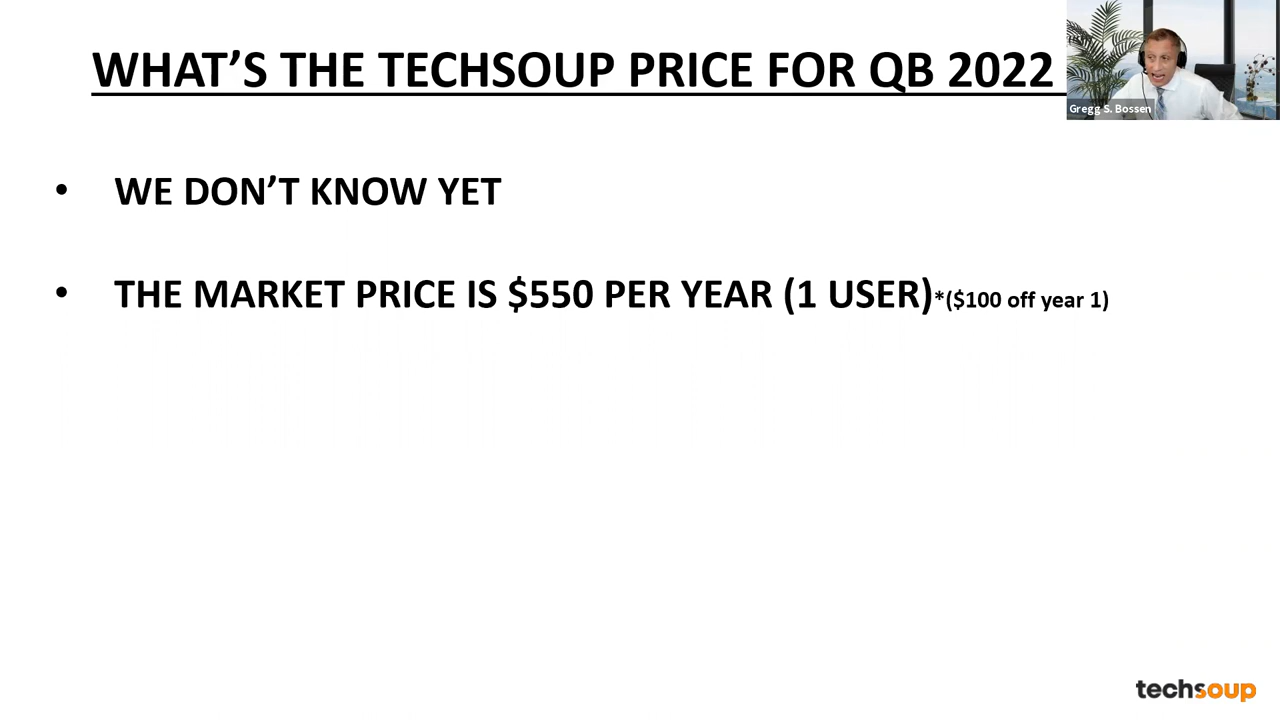 WHAT’S THE TECHSOUP PRICE FOR QB 2022
Gregg S. Bossen
• WE DON’T KNOW YET
• THE MARKET PRICE IS $550 PER YEAR (1 USER)*($100 off year 1)
techsoup